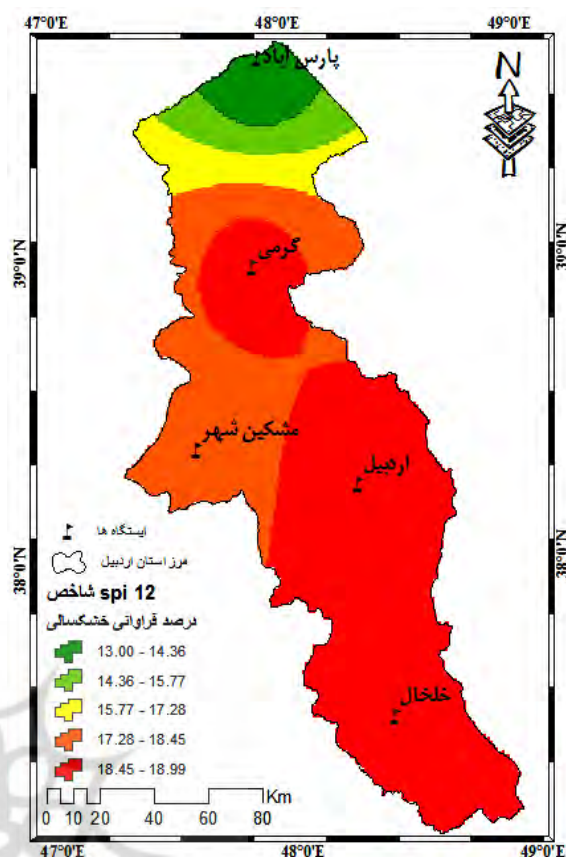 47°0'E 48°0'E 49°0'E
N
پارس آباد
39°0'N 39°0'N
گرمی
مشکین شهر
اردبیل
38°0'N 38°0'N
خلخال
ایستگاه ها
مرز استان اردبیل
شاخص spi 12
درصد فراوانی خشکسالی
13.00 - 14.36
14.36 - 15.77
15.77 - 17.28
17.28 - 18.45
18.45 - 18.99
Km
0 10 20 40 60 80
47°0'E 48°0'E 49°0'E